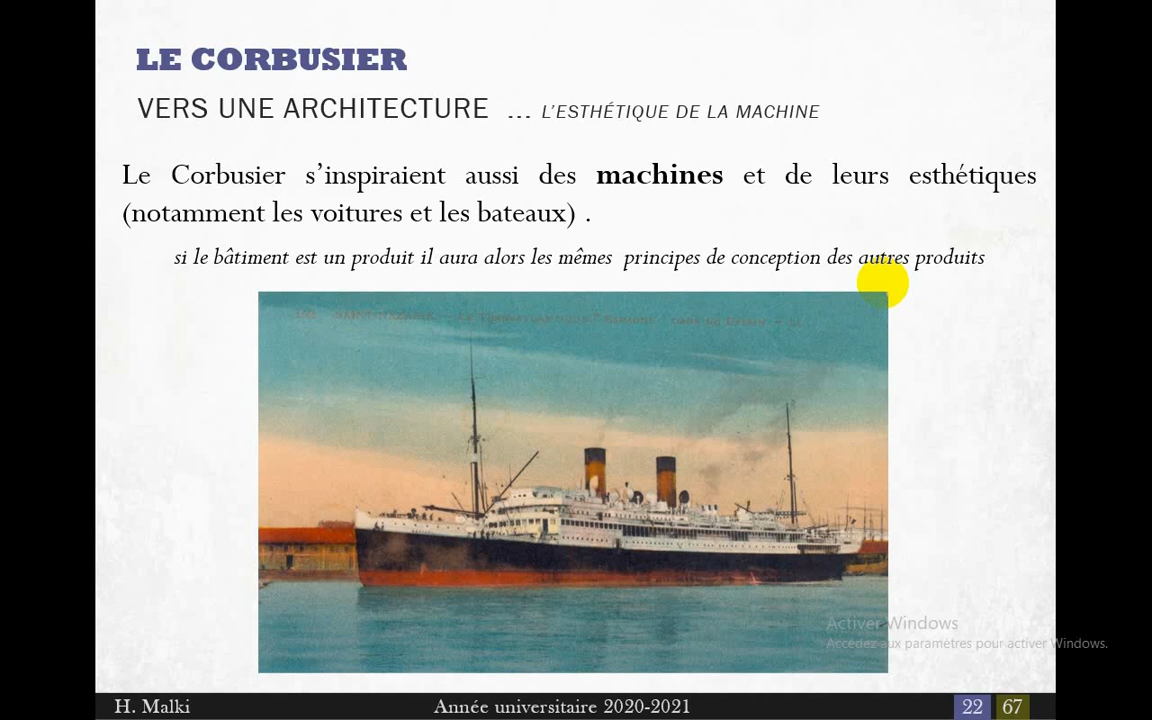 LE CORBUSIER
VERS UNE ARCHITECTURE ... L'ESTHÉTIQUE DE LA MACHINE
Le Corbusier s'inspiraient aussi des machines et de leurs esthétiques
(notamment les voitures et les bateaux) .
si le bâtiment est un produit il aura alors les mêmes principes de conception des autres produits
Activer Windows
Accédez aux paramètres pour activer Windows.
H. Malki
Année universitaire 2020-2021
22 67